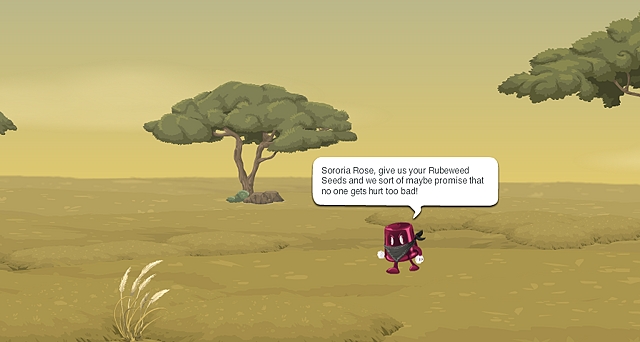 Sororia Rose, give us your Rubeweed
Seeds and we sort of maybe promise that
no one gets hurt too bad!